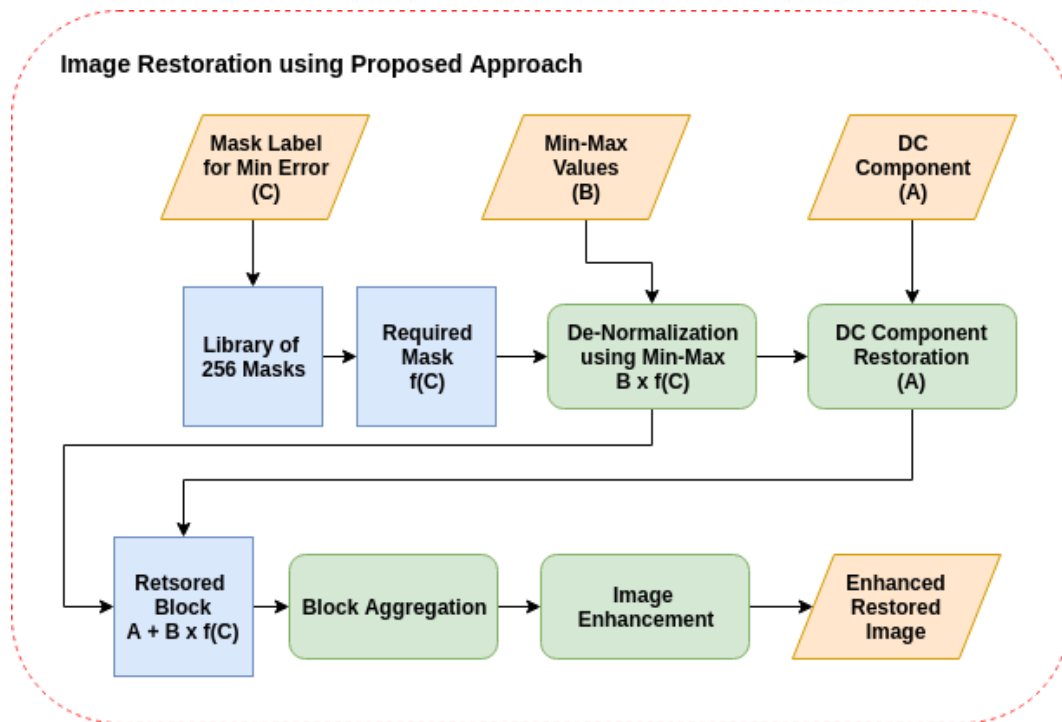 Image Restoration using Proposed Approach
Mask Label
for Min Error
(C)
Min-Max
Values
(B)
DC
Component
(A)
Library of
256 Masks
Required
Mask
f(C)
De-Normalization
using Min-Max
B x f(C)
DC Component
Restoration
(A)
Retsored
Block
A + B x f(C)
Block Aggregation
Image
Enhancement
Enhanced
Restored
Image